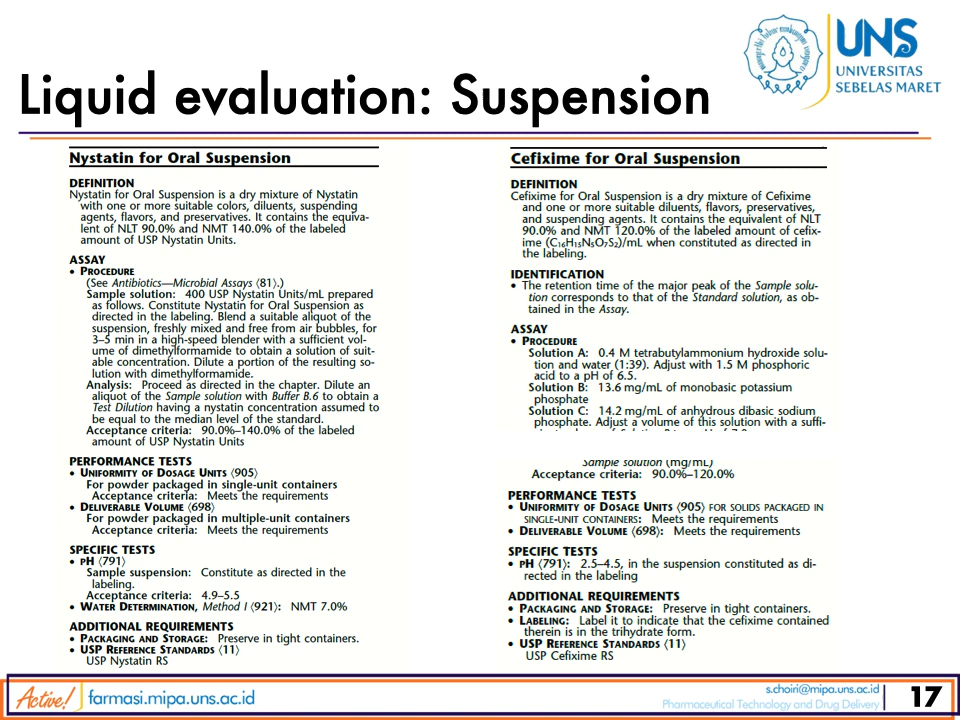 UNS
UNIVERSITAS
SEBELAS MARET
Liquid evaluation: Suspension
Nystatin for Oral Suspension
DEFINITION
Nystatin for Oral Suspension is a dry mixture of Nystatin
with one or more suitable colors, diluents, suspending
agents, flavors, and preservatives. It contains the equiva-
lent of NLT 90.0% and NMT 140.0% of the labeled
amount of USP Nystatin Units.
ASSAY
• PROCEDURE
(See Antibiotics—Microbial Assays ⟨81⟩.)
Sample solution: 400 USP Nystatin Units/mL prepared
as follows. Constitute Nystatin for Oral Suspension as
directed in the labeling. Blend a suitable aliquot of the
suspension, freshly mixed and free from air bubbles, for
3–5 min in a high-speed blender with a sufficient vol-
ume of dimethylformamide to obtain a solution of suit-
able concentration. Dilute a portion of the resulting so-
lution with dimethylformamide.
Analysis: Proceed as directed in the chapter. Dilute an
aliquot of the Sample solution with Buffer B.6 to obtain a
Test Dilution having a nystatin concentration assumed to
be equal to the median level of the standard.
Acceptance criteria: 90.0%–140.0% of the labeled
amount of USP Nystatin Units
PERFORMANCE TESTS
• UNIFORMITY OF DOSAGE UNITS ⟨905⟩
For powder packaged in single-unit containers
Acceptance criteria: Meets the requirements
• DELIVERABLE VOLUME ⟨698⟩
For powder packaged in multiple-unit containers
Acceptance criteria: Meets the requirements
SPECIFIC TESTS
• PH ⟨791⟩
Sample suspension: Constitute as directed in the
labeling.
Acceptance criteria: 4.9–5.5
• WATER DETERMINATION, Method I ⟨921⟩: NMT 7.0%
ADDITIONAL REQUIREMENTS
• PACKAGING AND STORAGE: Preserve in tight containers.
• USP REFERENCE STANDARDS ⟨11⟩
USP Nystatin RS
Cefixime for Oral Suspension
DEFINITION
Cefixime for Oral Suspension is a dry mixture of Cefixime
and one or more suitable diluents, flavors, preservatives,
and suspending agents. It contains the equivalent of NLT
90.0% and NMT 120.0% of the labeled amount of cefix-
ime (C₁₆H₁₅N₅O₇S₂)/mL when constituted as directed in
the labeling.
IDENTIFICATION
• The retention time of the major peak of the Sample solu-
tion corresponds to that of the Standard solution, as ob-
tained in the Assay.
ASSAY
• PROCEDURE
Solution A: 0.4 M tetrabutylammonium hydroxide solu-
tion and water (1:39). Adjust with 1.5 M phosphoric
acid to a pH of 6.5.
Solution B: 13.6 mg/mL of monobasic potassium
phosphate
Solution C: 14.2 mg/mL of anhydrous dibasic sodium
phosphate. Adjust a volume of this solution with a suffi-
Sample solution (mg/mL)
Acceptance criteria: 90.0%–120.0%
PERFORMANCE TESTS
• UNIFORMITY OF DOSAGE UNITS ⟨905⟩ FOR SOLIDS PACKAGED IN
SINGLE-UNIT CONTAINERS: Meets the requirements
• DELIVERABLE VOLUME ⟨698⟩: Meets the requirements
SPECIFIC TESTS
• PH ⟨791⟩: 2.5–4.5, in the suspension constituted as di-
rected in the labeling
ADDITIONAL REQUIREMENTS
• PACKAGING AND STORAGE: Preserve in tight containers.
• LABELING: Label it to indicate that the cefixime contained
therein is in the trihydrate form.
• USP REFERENCE STANDARDS ⟨11⟩
USP Cefixime RS
Active!
farmasi.mipa.uns.ac.id
s.choiri@mipa.uns.ac.id
Pharmaceutical Technology and Drug Delivery
17